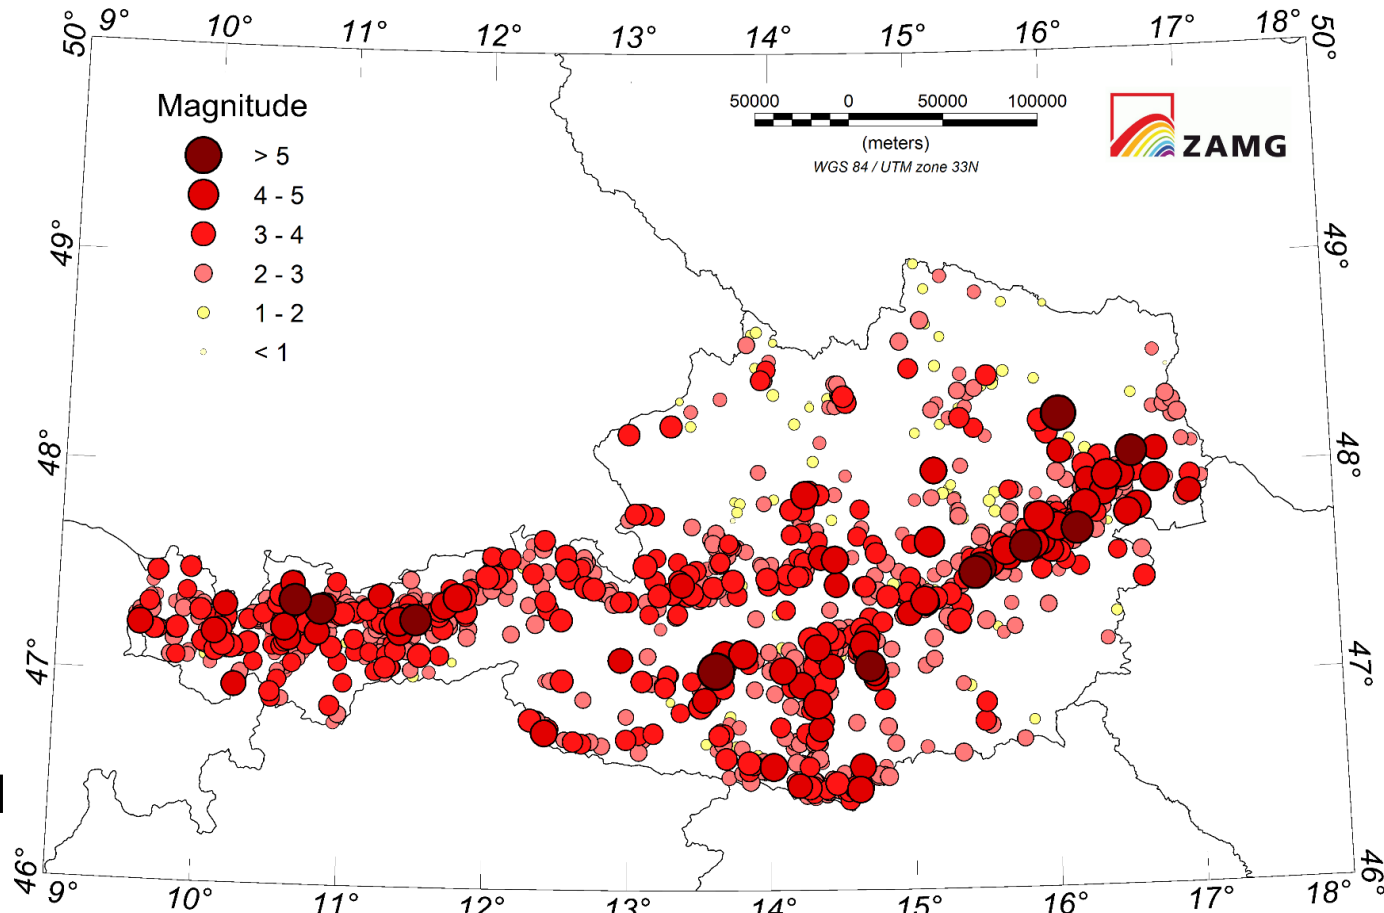 9° 10° 11° 12° 13° 14° 15° 16° 17° 18°
50° 50°
Magnitude
> 5
4 - 5
3 - 4
2 - 3
1 - 2
< 1
50000 0 50000 100000
(meters)
WGS 84 / UTM zone 33N
ZAMG
49° 49°
48° 48°
47° 47°
46° 46°
9° 10° 11° 12° 13° 14° 15° 16° 17° 18°